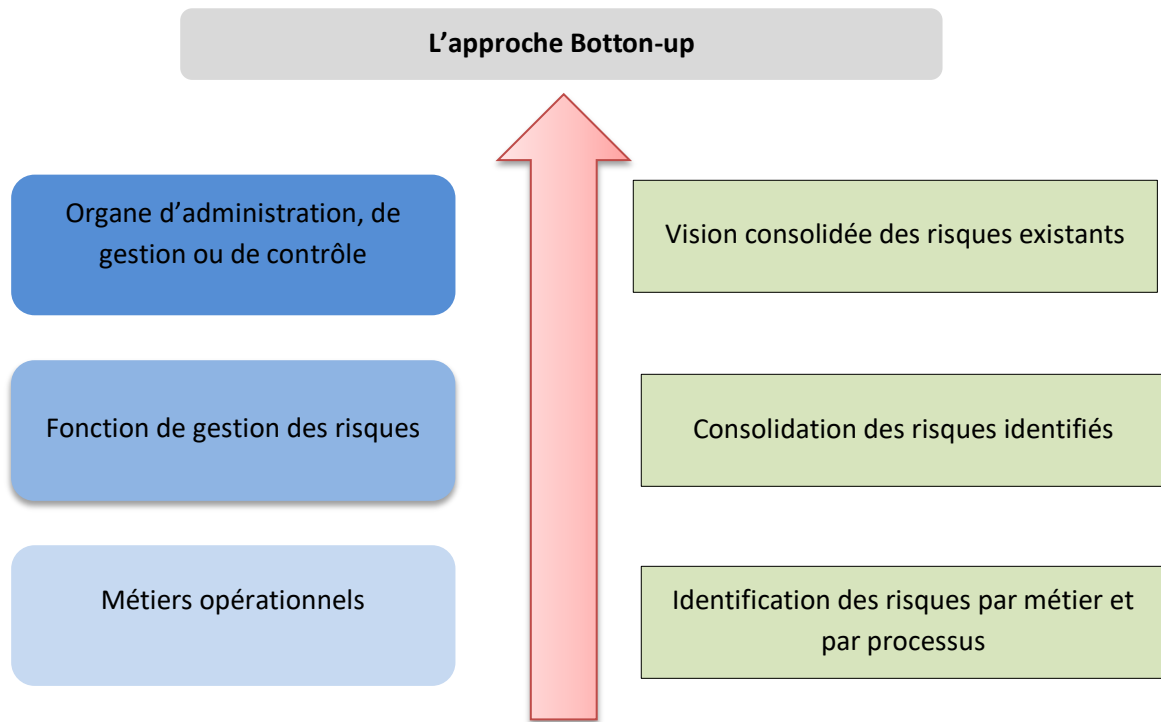 L’approche Botton-up
Organe d’administration, de
gestion ou de contrôle
Vision consolidée des risques existants
Fonction de gestion des risques
Consolidation des risques identifiés
Métiers opérationnels
Identification des risques par métier et
par processus